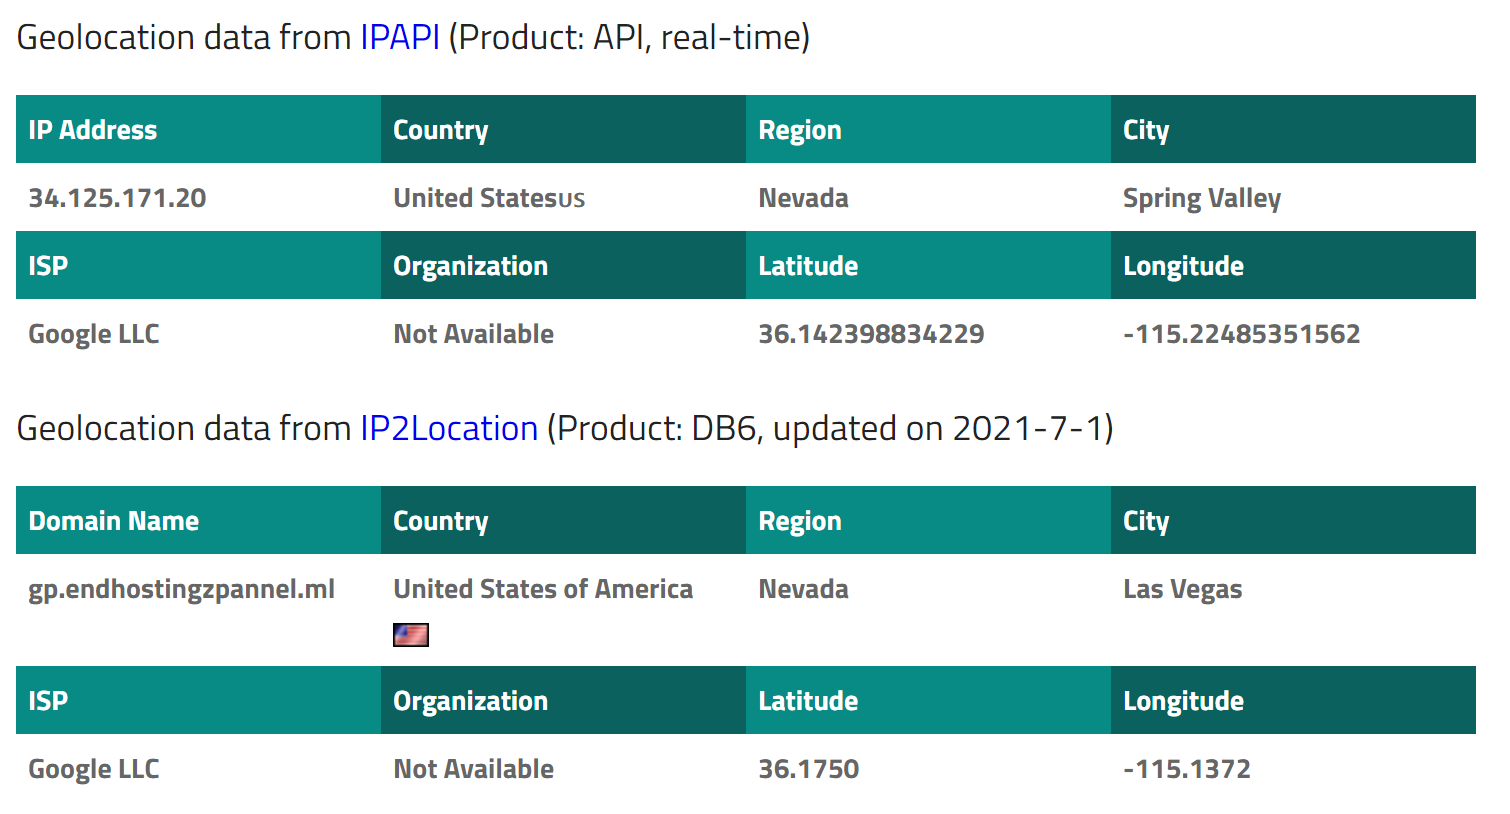 Geolocation data from IPAPI (Product: API, real-time)
IP Address Country Region City
34.125.171.20 United StatesUS Nevada Spring Valley
ISP Organization Latitude Longitude
Google LLC Not Available 36.142398834229 -115.22485351562
Geolocation data from IP2Location (Product: DB6, updated on 2021-7-1)
Domain Name Country Region City
gp.endhostingzpannel.ml United States of America Nevada Las Vegas
ISP Organization Latitude Longitude
Google LLC Not Available 36.1750 -115.1372